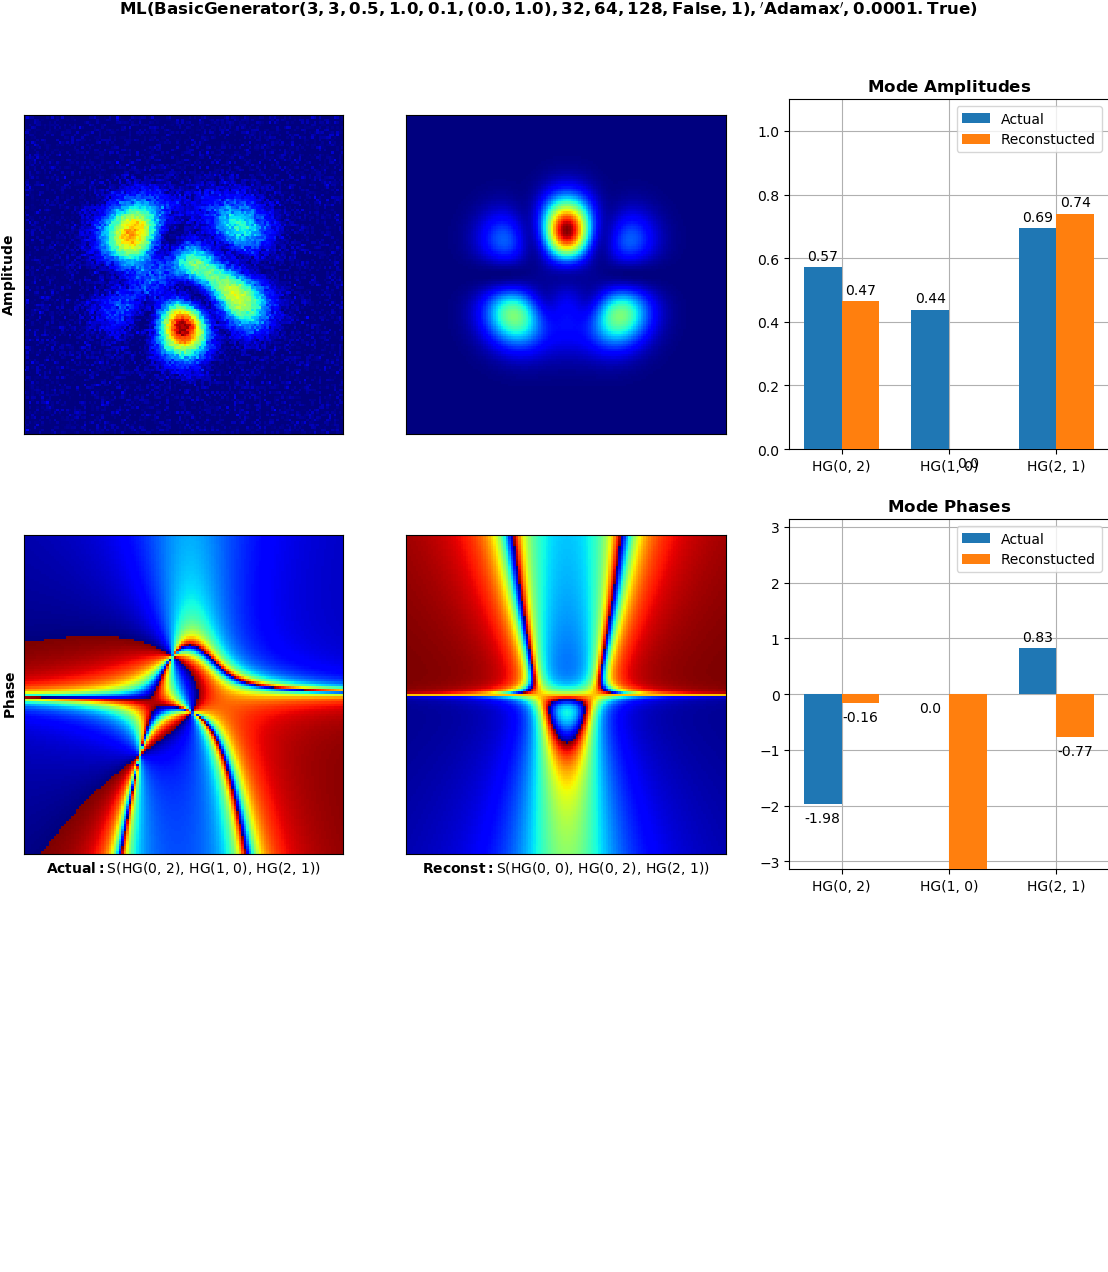 ML(BasicGenerator(3, 3, 0.5, 1.0, 0.1, (0.0, 1.0), 32, 64, 128, False, 1), ′Adamax′, 0.0001. True)
Mode Amplitudes
Actual
Reconstucted
1.0
0.8
0.6
0.4
0.2
0.0
0.57
0.47
0.44
0.0
0.69
0.74
HG(0, 2)
HG(1, 0)
HG(2, 1)
Amplitude
Mode Phases
Actual
Reconstucted
3
2
1
0
−1
−2
−3
-1.98
-0.16
0.0
0.83
-0.77
HG(0, 2)
HG(1, 0)
HG(2, 1)
Phase
Actual: S(HG(0, 2), HG(1, 0), HG(2, 1))
Reconst: S(HG(0, 0), HG(0, 2), HG(2, 1))